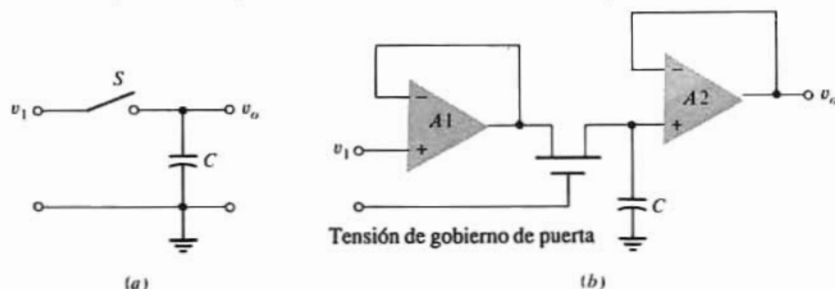 S
v₁
vₒ
C
(a)
A1
−
+
v₁
Tensión de gobierno de puerta
−
A2
+
vₒ
C
(b)